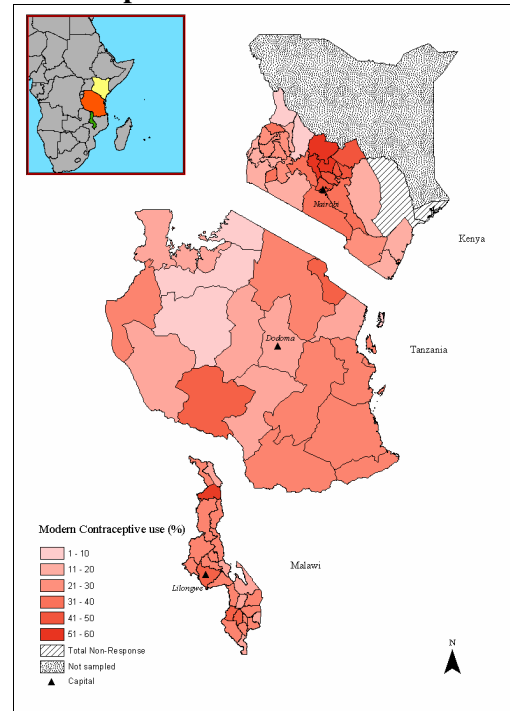 Nairobi
Kenya
Dodoma
Tanzania
Modern Contraceptive use (%)
1 - 10
11 - 20
21 - 30
31 - 40
41 - 50
51 - 60
Total Non-Response
Not sampled
Capital
Malawi
Lilongwe
N